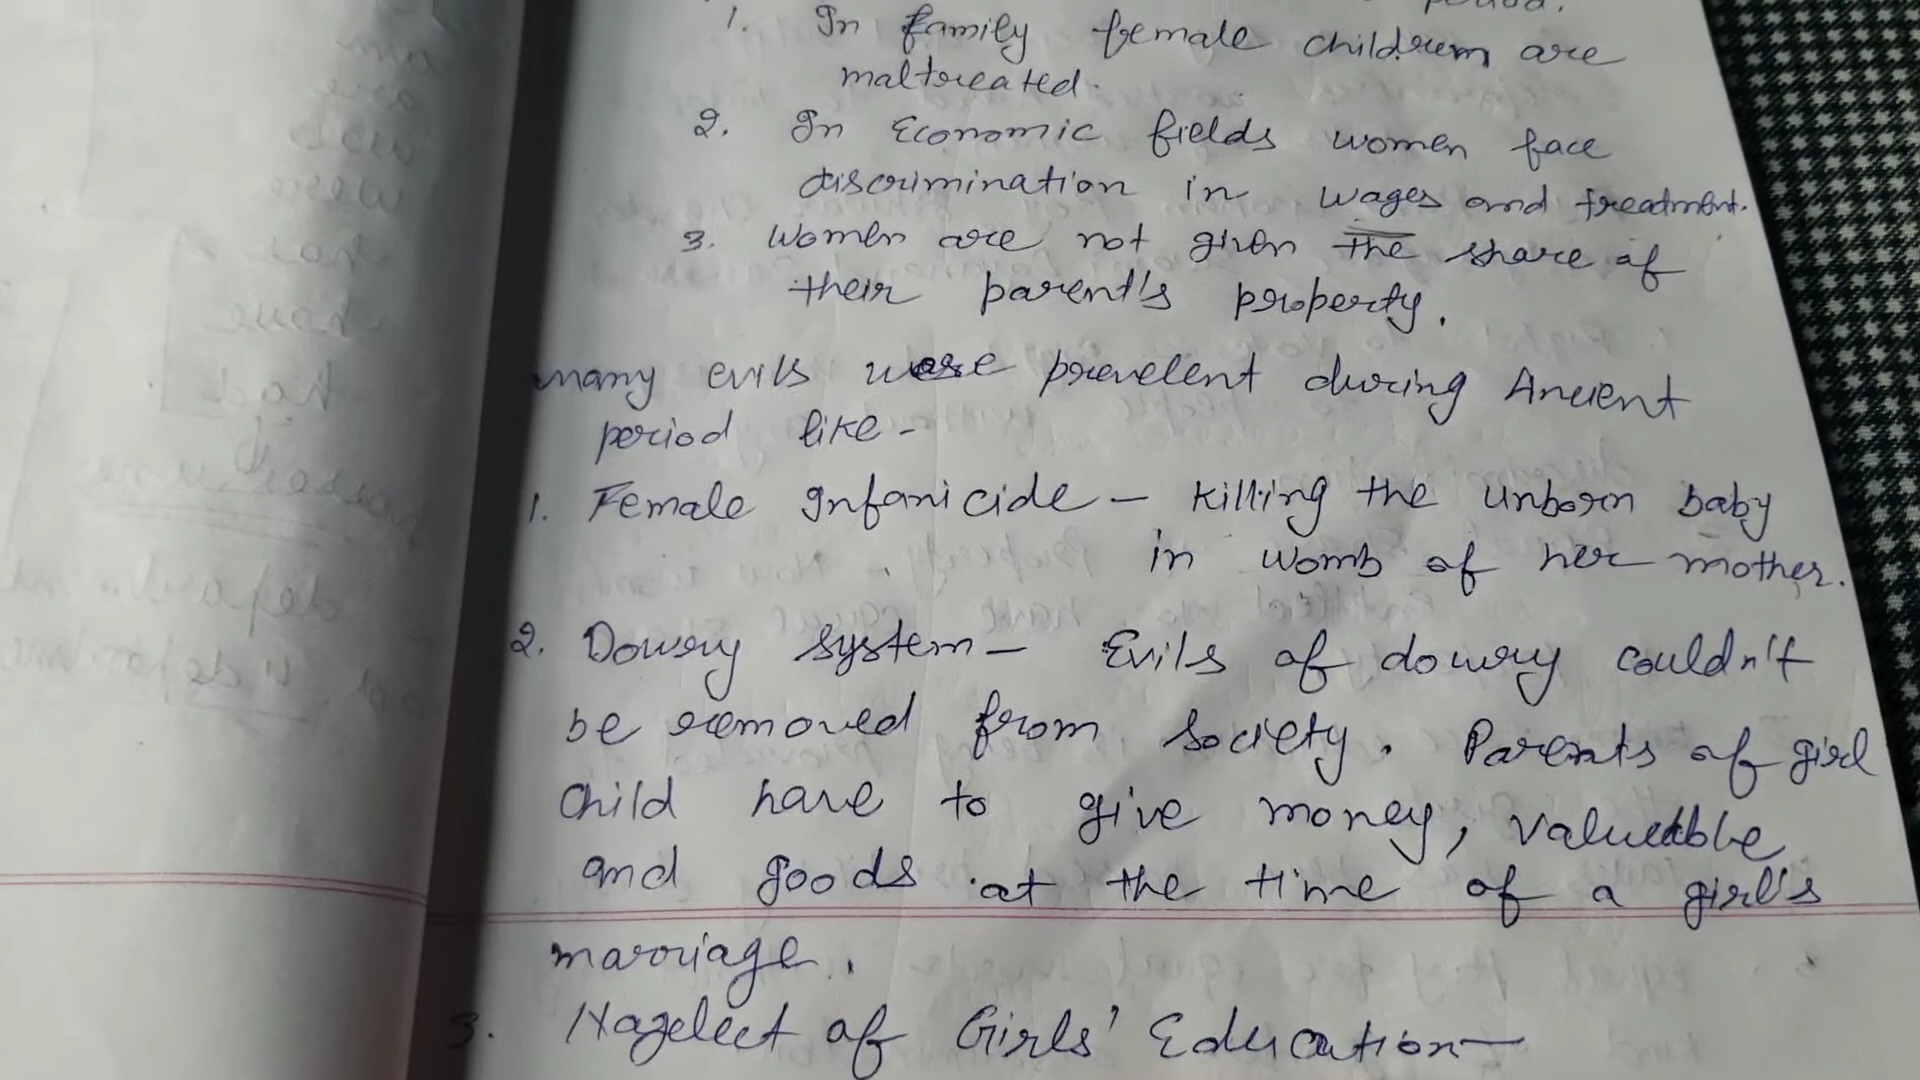 period.
1. In family female children are
maltreated.
2. In Economic fields women face
discrimination in wages and treatment.
3. Women are not given the share of
their parent's property.
many evils were prevelent during Ancient
period like -
1. Female Infanicide - Killing the unborn baby
in womb of her mother.
2. Dowry system - Evils of dowry couldn't
be removed from society. Parents of girl
child have to give money, valuable
and goods at the time of a girl's
marriage.
3. Nagelect of Girls' Education-